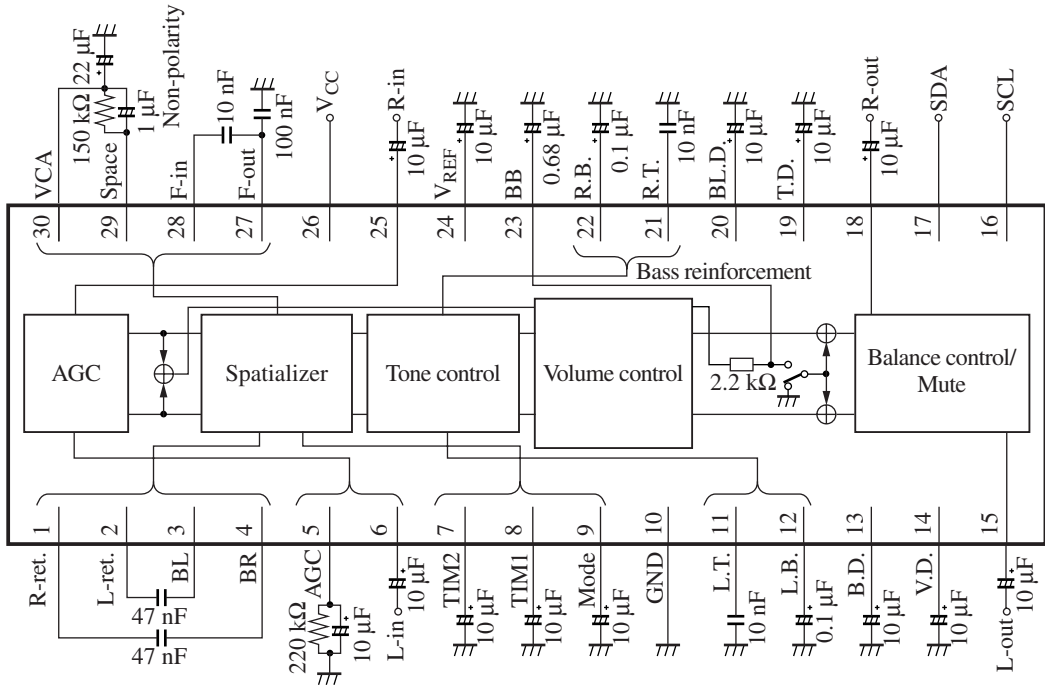 150 kΩ
22 µF
1 µF
Non-polarity
10 nF
100 nF
V_CC
R-in
10 µF
10 µF
0.68 µF
0.1 µF
10 nF
10 µF
10 µF
R-out
10 µF
SDA
SCL
VCA
Space
F-in
F-out
V_REF
BB
R.B.
R.T.
BL.D.
T.D.
30
29
28
27
26
25
24
23
22
21
20
19
18
17
16
Bass reinforcement
AGC
Spatializer
Tone control
Volume control
2.2 kΩ
Balance control/
Mute
1
2
3
4
5
6
7
8
9
10
11
12
13
14
15
R-ret.
L-ret.
BL
BR
AGC
TIM2
TIM1
Mode
GND
L.T.
L.B.
B.D.
V.D.
47 nF
47 nF
220 kΩ
10 µF
L-in
10 µF
10 µF
10 µF
10 µF
10 nF
0.1 µF
10 µF
10 µF
L-out
10 µF